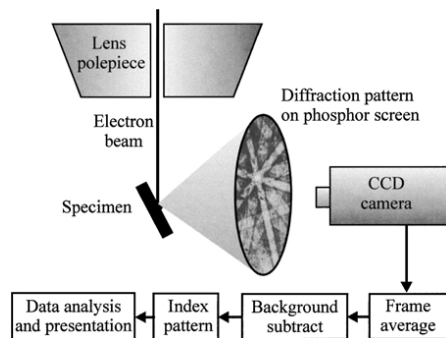 Lens
polepiece
Electron
beam
Diffraction pattern
on phosphor screen
Specimen
CCD
camera
Data analysis
and presentation
Index
pattern
Background
subtract
Frame
average